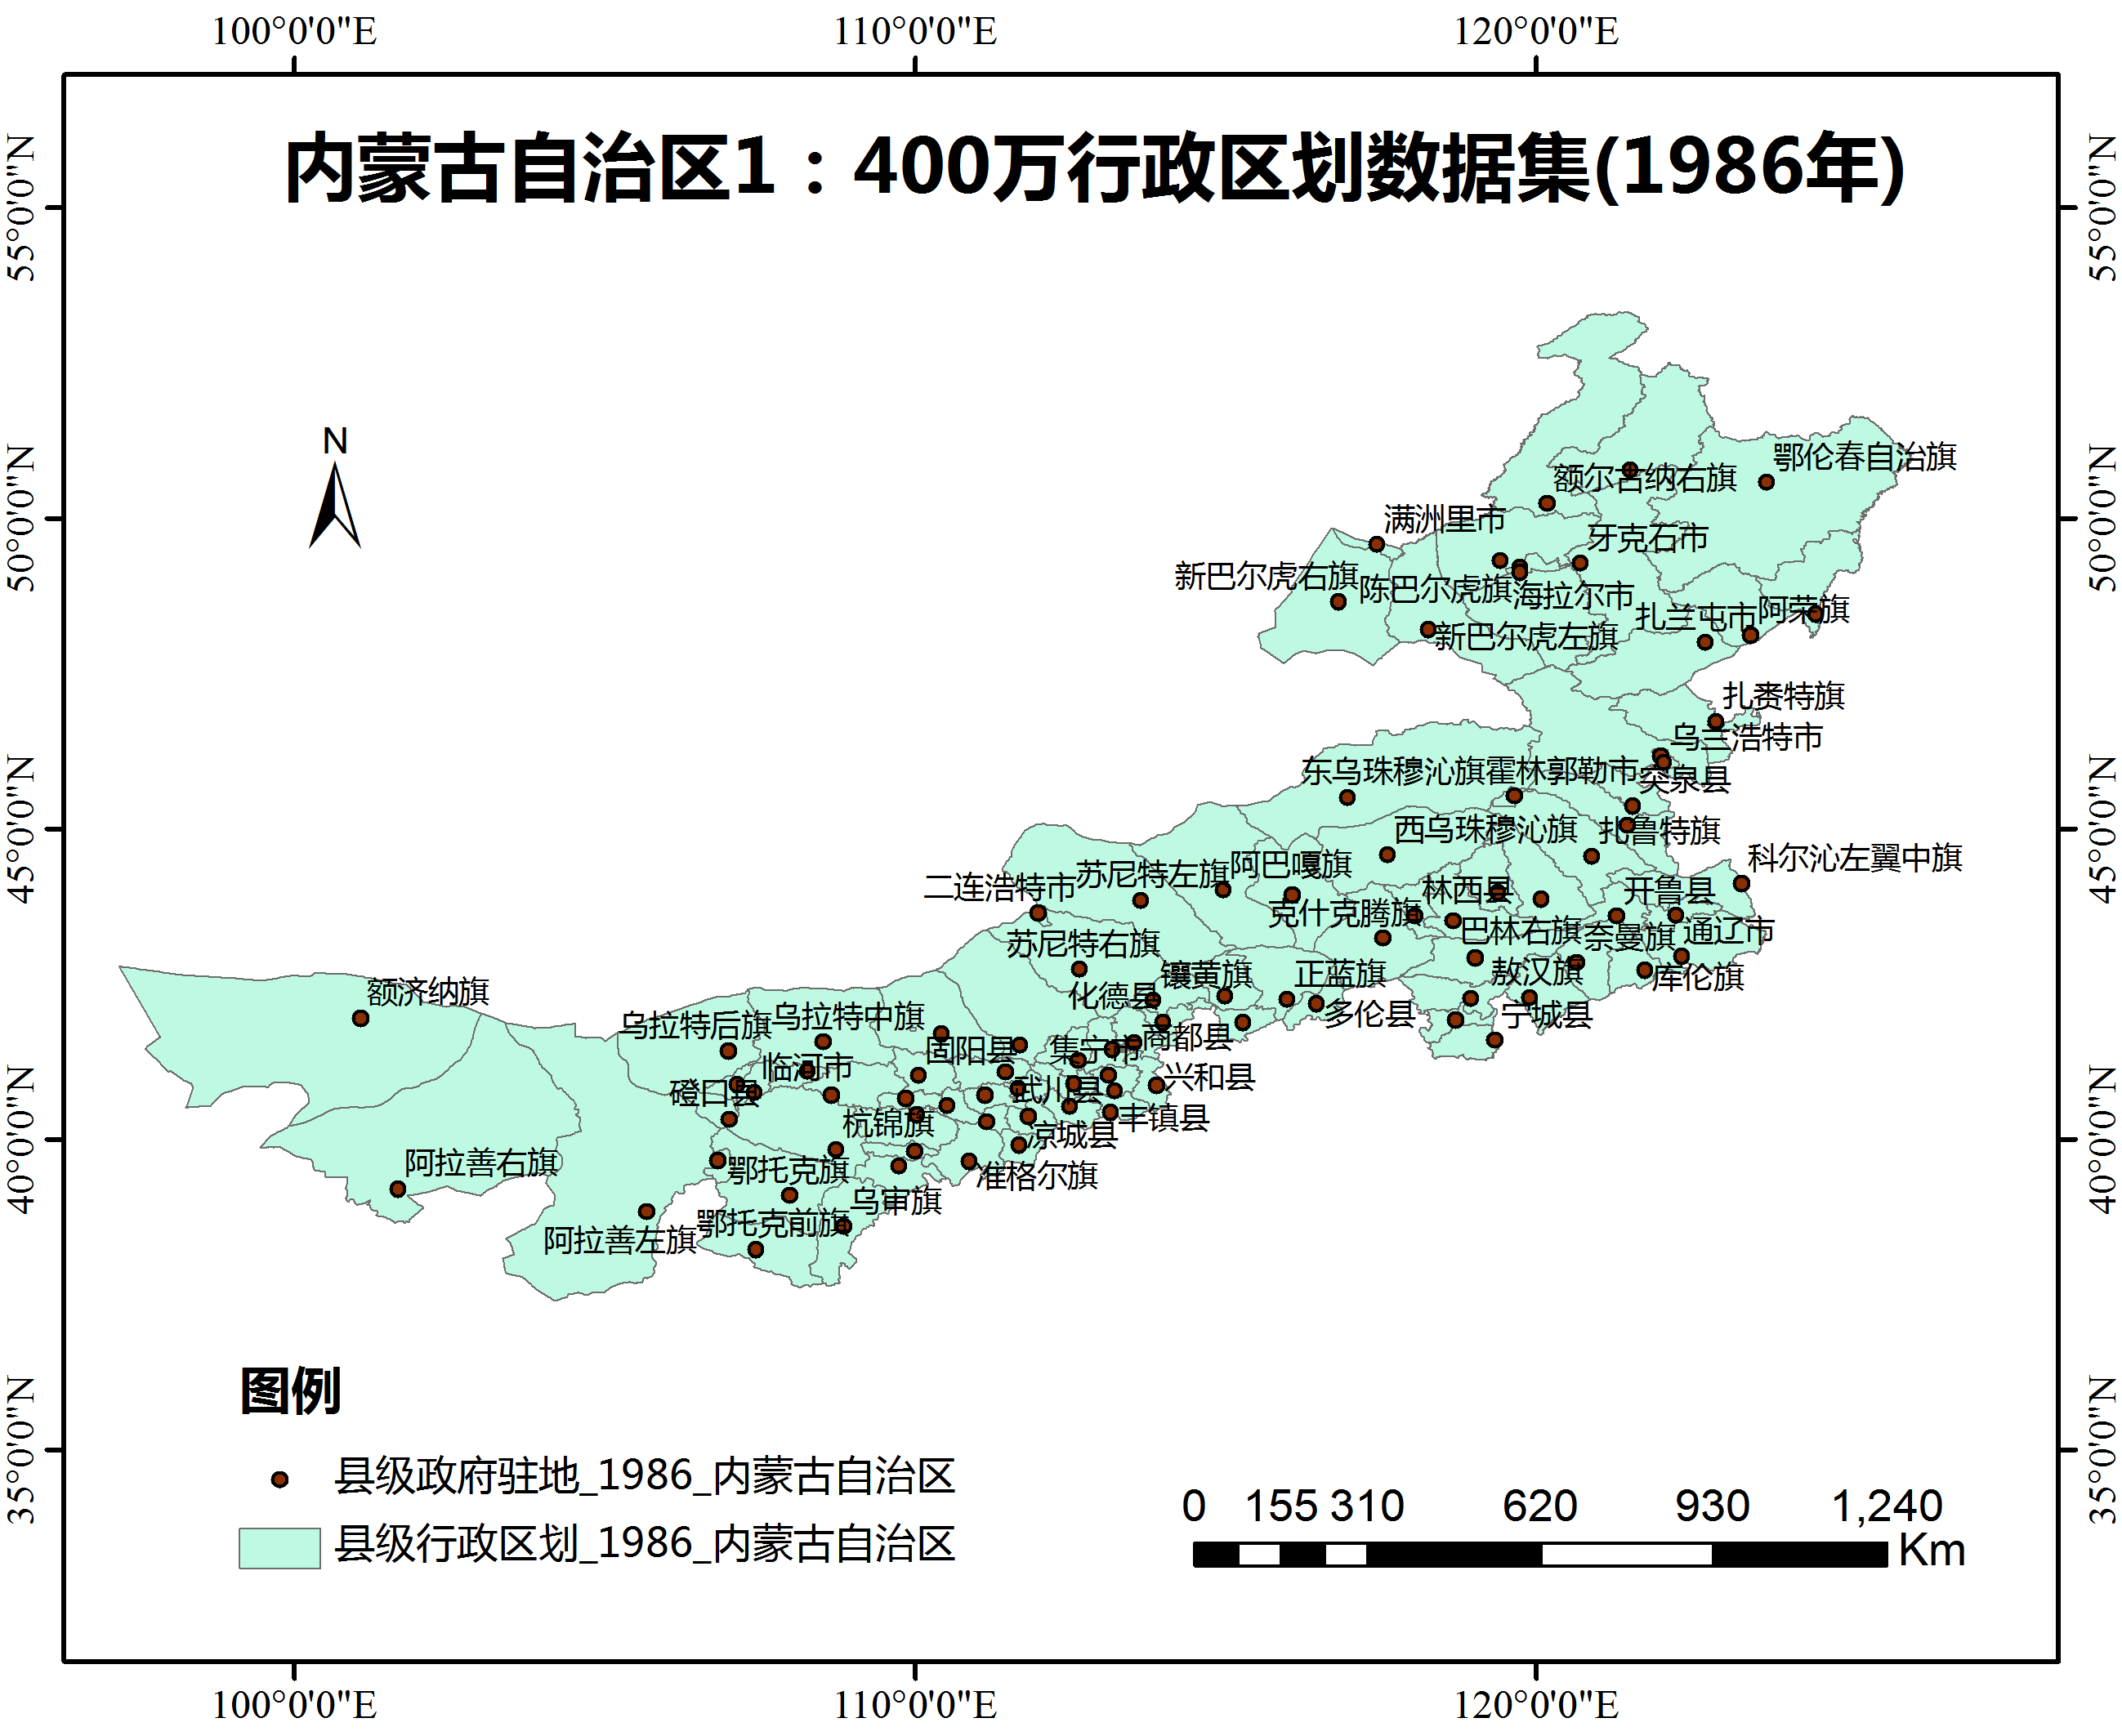 100°0'0"E
110°0'0"E
120°0'0"E
内蒙古自治区1：400万行政区划数据集(1986年)
55°0'0"N
55°0'0"N
N
鄂伦春自治旗
额尔古纳右旗
50°0'0"N
50°0'0"N
满洲里市
牙克石市
新巴尔虎右旗
陈巴尔虎旗
海拉尔市
扎兰屯市
阿荣旗
新巴尔虎左旗
扎赉特旗
乌兰浩特市
东乌珠穆沁旗
霍林郭勒市
突泉县
45°0'0"N
45°0'0"N
西乌珠穆沁旗
扎鲁特旗
科尔沁左翼中旗
苏尼特左旗
阿巴嘎旗
二连浩特市
林西县
开鲁县
克什克腾旗
巴林右旗
奈曼旗
通辽市
苏尼特右旗
镶黄旗
正蓝旗
敖汉旗
库伦旗
额济纳旗
化德县
多伦县
宁城县
乌拉特后旗
乌拉特中旗
固阳县
集宁市
商都县
临河市
磴口县
武川县
兴和县
杭锦旗
凉城县
丰镇县
40°0'0"N
40°0'0"N
阿拉善右旗
鄂托克旗
准格尔旗
乌审旗
阿拉善左旗
鄂托克前旗
图例
35°0'0"N
35°0'0"N
县级政府驻地_1986_内蒙古自治区
县级行政区划_1986_内蒙古自治区
0 155 310 620 930 1,240
Km
100°0'0"E
110°0'0"E
120°0'0"E